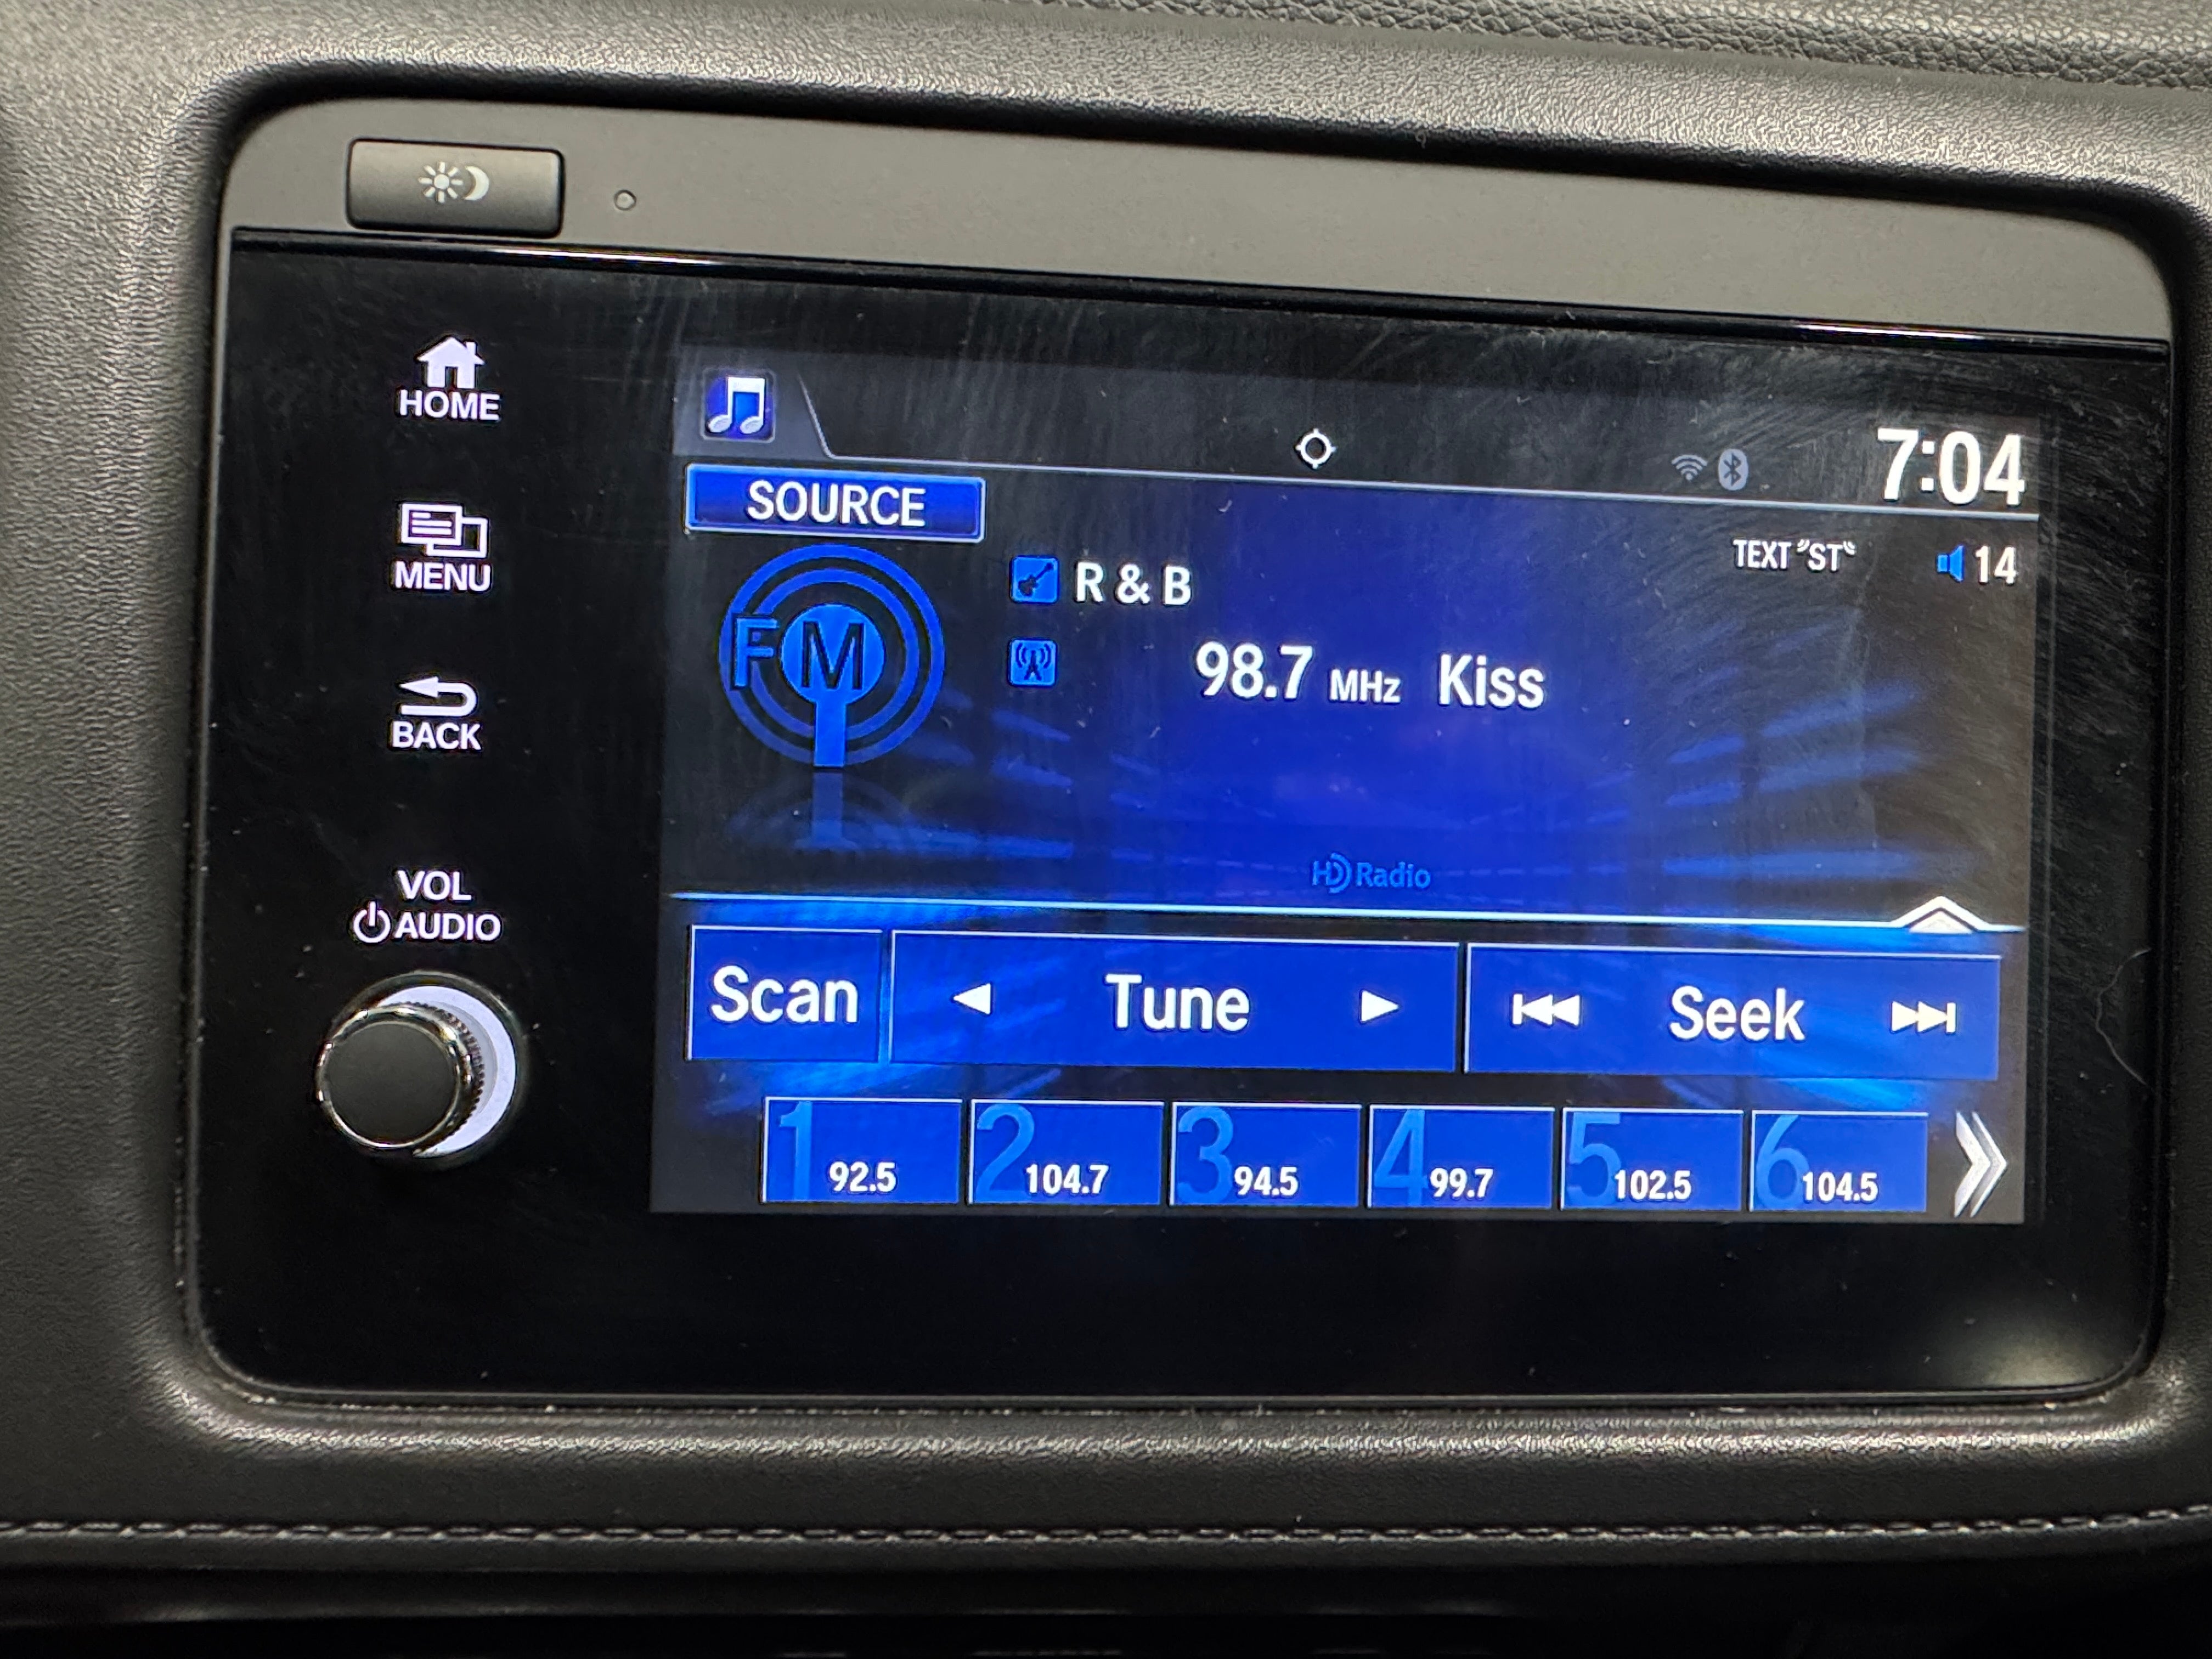 HOME
MENU
BACK
VOL
AUDIO
7:04
SOURCE
TEXT "ST" 14
FM
R & B
98.7 MHz Kiss
HD Radio
Scan Tune Seek
1 92.5
2 104.7
3 94.5
4 99.7
5 102.5
6 104.5